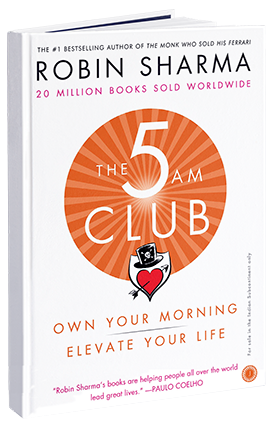 THE #1 BESTSELLING AUTHOR OF THE MONK WHO SOLD HIS FERRARI
ROBIN SHARMA
20 MILLION BOOKS SOLD WORLDWIDE
THE 5 AM
CLUB
OWN YOUR MORNING
ELEVATE YOUR LIFE
For sale in the Indian Subcontinent only
"Robin Sharma's books are helping people all over the world
lead great lives." —PAULO COELHO